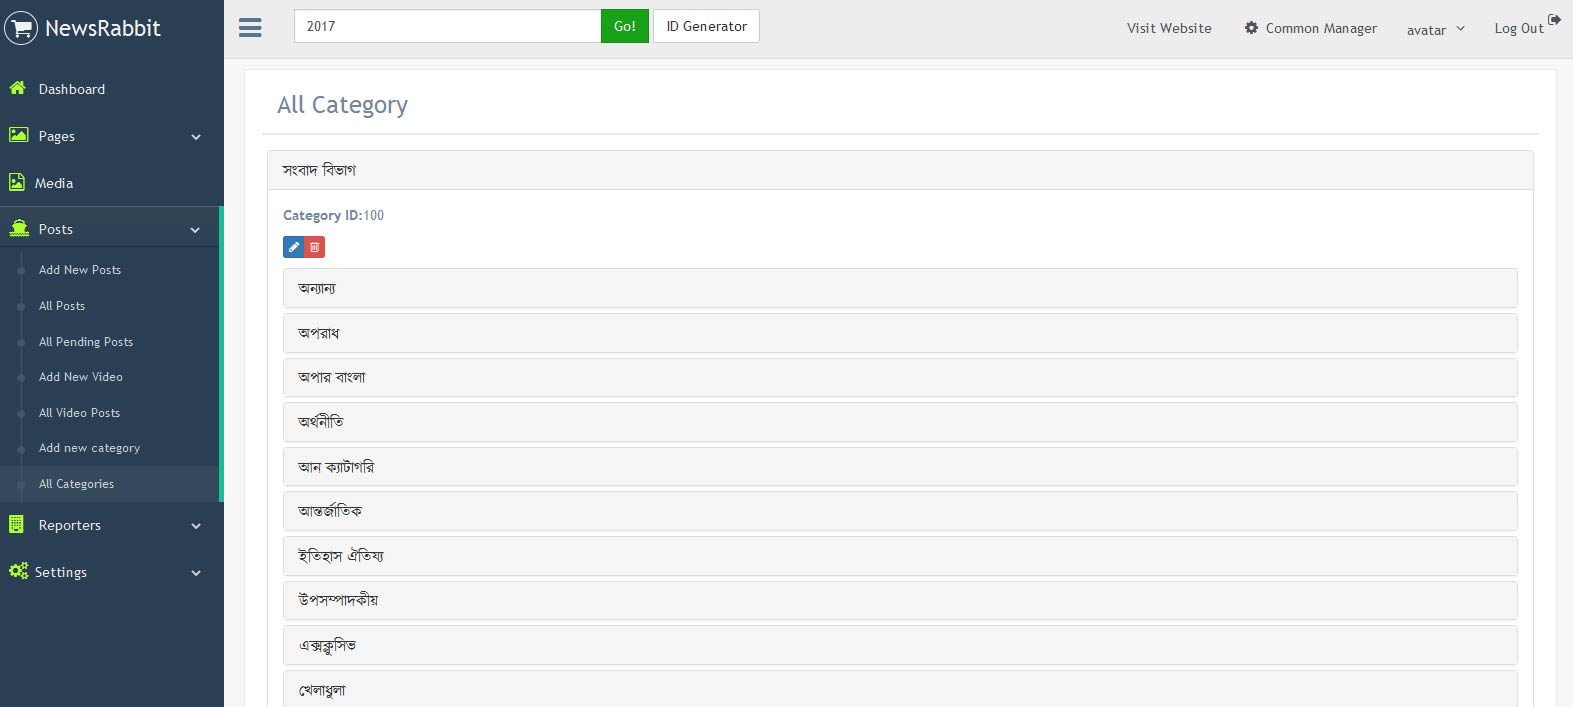 NewsRabbit
2017
Go!
ID Generator
Visit Website
Common Manager
avatar
Log Out
Dashboard
Pages
Media
Posts
Add New Posts
All Posts
All Pending Posts
Add New Video
All Video Posts
Add new category
All Categories
Reporters
Settings
All Category
সংবাদ বিভাগ
Category ID:100
অন্যান্য
অপরাধ
অপার বাংলা
অর্থনীতি
আন ক্যাটাগরি
আন্তর্জাতিক
ইতিহাস ঐতিয্য
উপসম্পাদকীয়
এক্সক্লুসিভ
খেলাধুলা